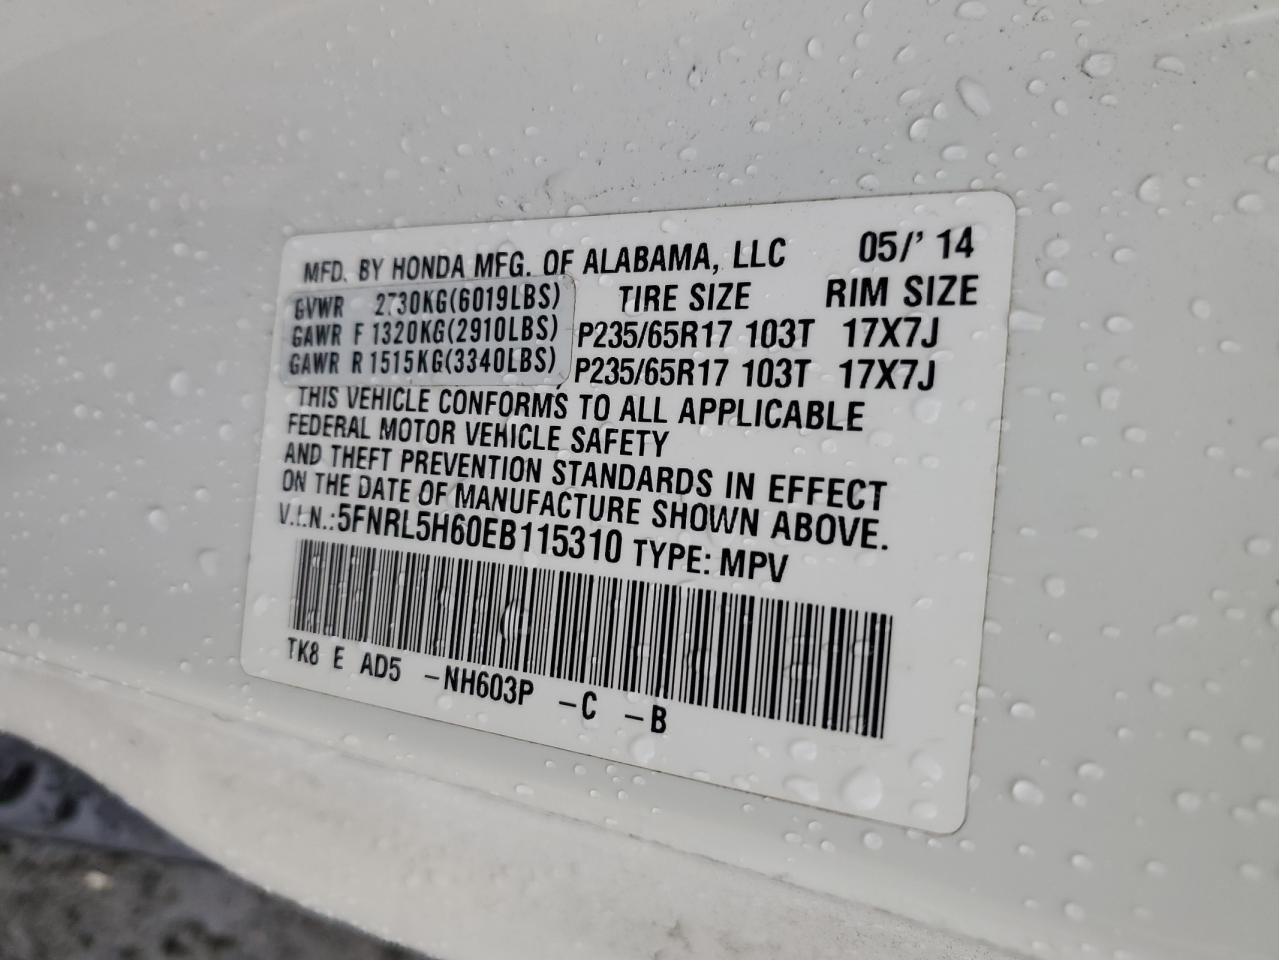 MFD. BY HONDA MFG. OF ALABAMA, LLC 05/' 14
GVWR 2730KG(6019LBS) TIRE SIZE RIM SIZE
GAWR F 1320KG(2910LBS) P235/65R17 103T 17X7J
GAWR R 1515KG(3340LBS) P235/65R17 103T 17X7J
THIS VEHICLE CONFORMS TO ALL APPLICABLE
FEDERAL MOTOR VEHICLE SAFETY
AND THEFT PREVENTION STANDARDS IN EFFECT
ON THE DATE OF MANUFACTURE SHOWN ABOVE.
V.I.N.:5FNRL5H60EB115310 TYPE: MPV
TK8 E AD5 -NH603P -C -B